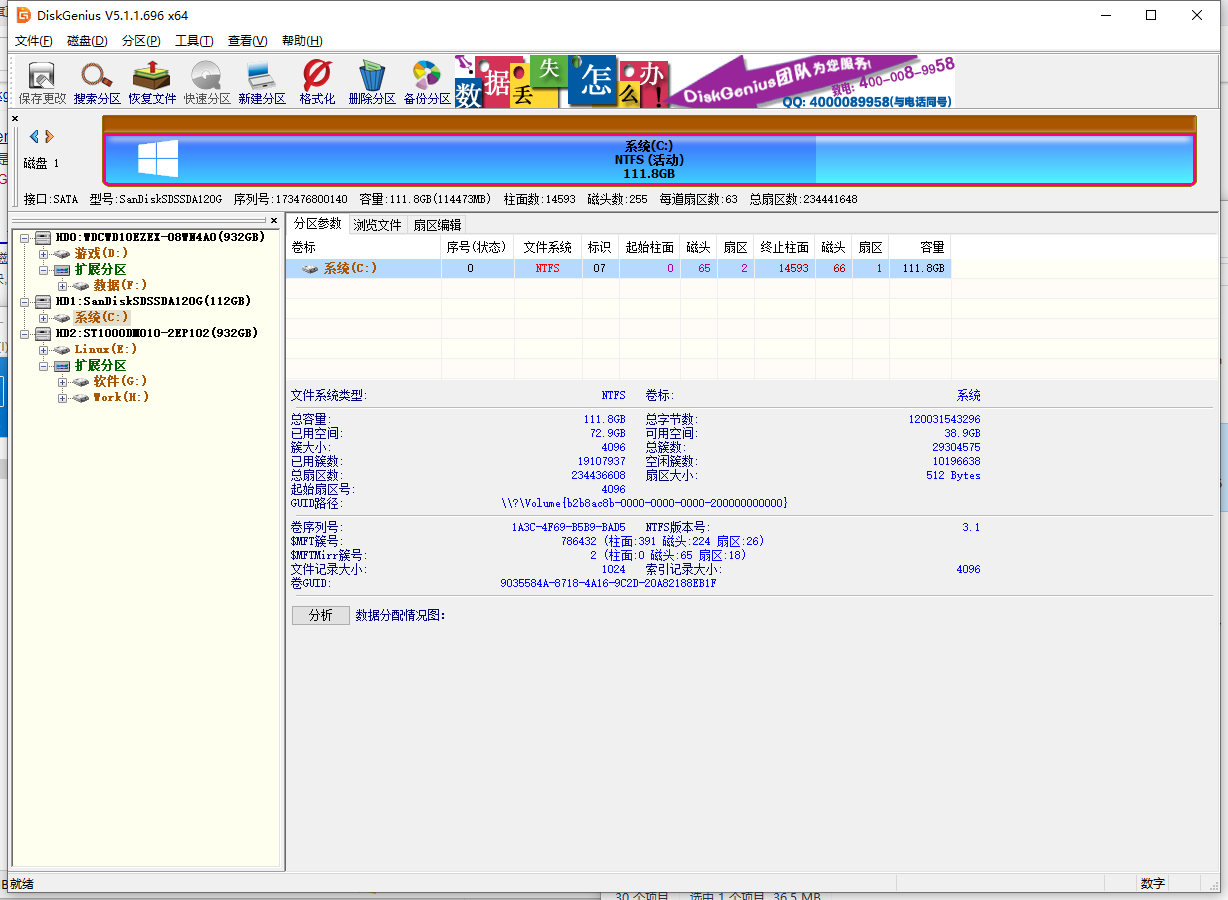 DiskGenius V5.1.1.696 x64
文件(F) 磁盘(D) 分区(P) 工具(T) 查看(V) 帮助(H)
保存更改 搜索分区 恢复文件 快速分区 新建分区 格式化 删除分区 备份分区
数据丢失怎么办!
DiskGenius团队为您服务!
致电: 400-008-9958
QQ: 4000089958(与电话同号)
磁盘 1
系统(C:)
NTFS (活动)
111.8GB
接口:SATA 型号:SanDiskSDSSDA120G 序列号:173476800140 容量:111.8GB(114473MB) 柱面数:14593 磁头数:255 每道扇区数:63 总扇区数:234441648
HD0:WDCWD10EZEX-08WN4A0(932GB)
游戏(D:)
扩展分区
数据(F:)
HD1:SanDiskSDSSDA120G(112GB)
系统(C:)
HD2:ST1000DM010-2EP102(932GB)
Linux(E:)
扩展分区
软件(G:)
Work(H:)
分区参数 浏览文件 扇区编辑
卷标 序号(状态) 文件系统 标识 起始柱面 磁头 扇区 终止柱面 磁头 扇区 容量
系统(C:) 0 NTFS 07 0 65 2 14593 66 1 111.8GB
文件系统类型: NTFS 卷标: 系统
总容量: 111.8GB 总字节数: 120031543296
已用空间: 72.9GB 可用空间: 38.9GB
簇大小: 4096 总簇数: 29304575
已用簇数: 19107937 空闲簇数: 10196638
总扇区数: 234436608 扇区大小: 512 Bytes
起始扇区号: 4096
GUID路径: \\?\Volume{b2b8ac8b-0000-0000-0000-200000000000}
卷序列号: 1A3C-4F69-B5B9-BAD5 NTFS版本号: 3.1
$MFT簇号: 786432 (柱面:391 磁头:224 扇区:26)
$MFTMirr簇号: 2 (柱面:0 磁头:65 扇区:18)
文件记录大小: 1024 索引记录大小: 4096
卷GUID: 9035584A-8718-4A16-9C2D-20A82188EB1F
分析 数据分配情况图:
就绪 数字
30 个项目 选中 1 个项目 36.5 MB